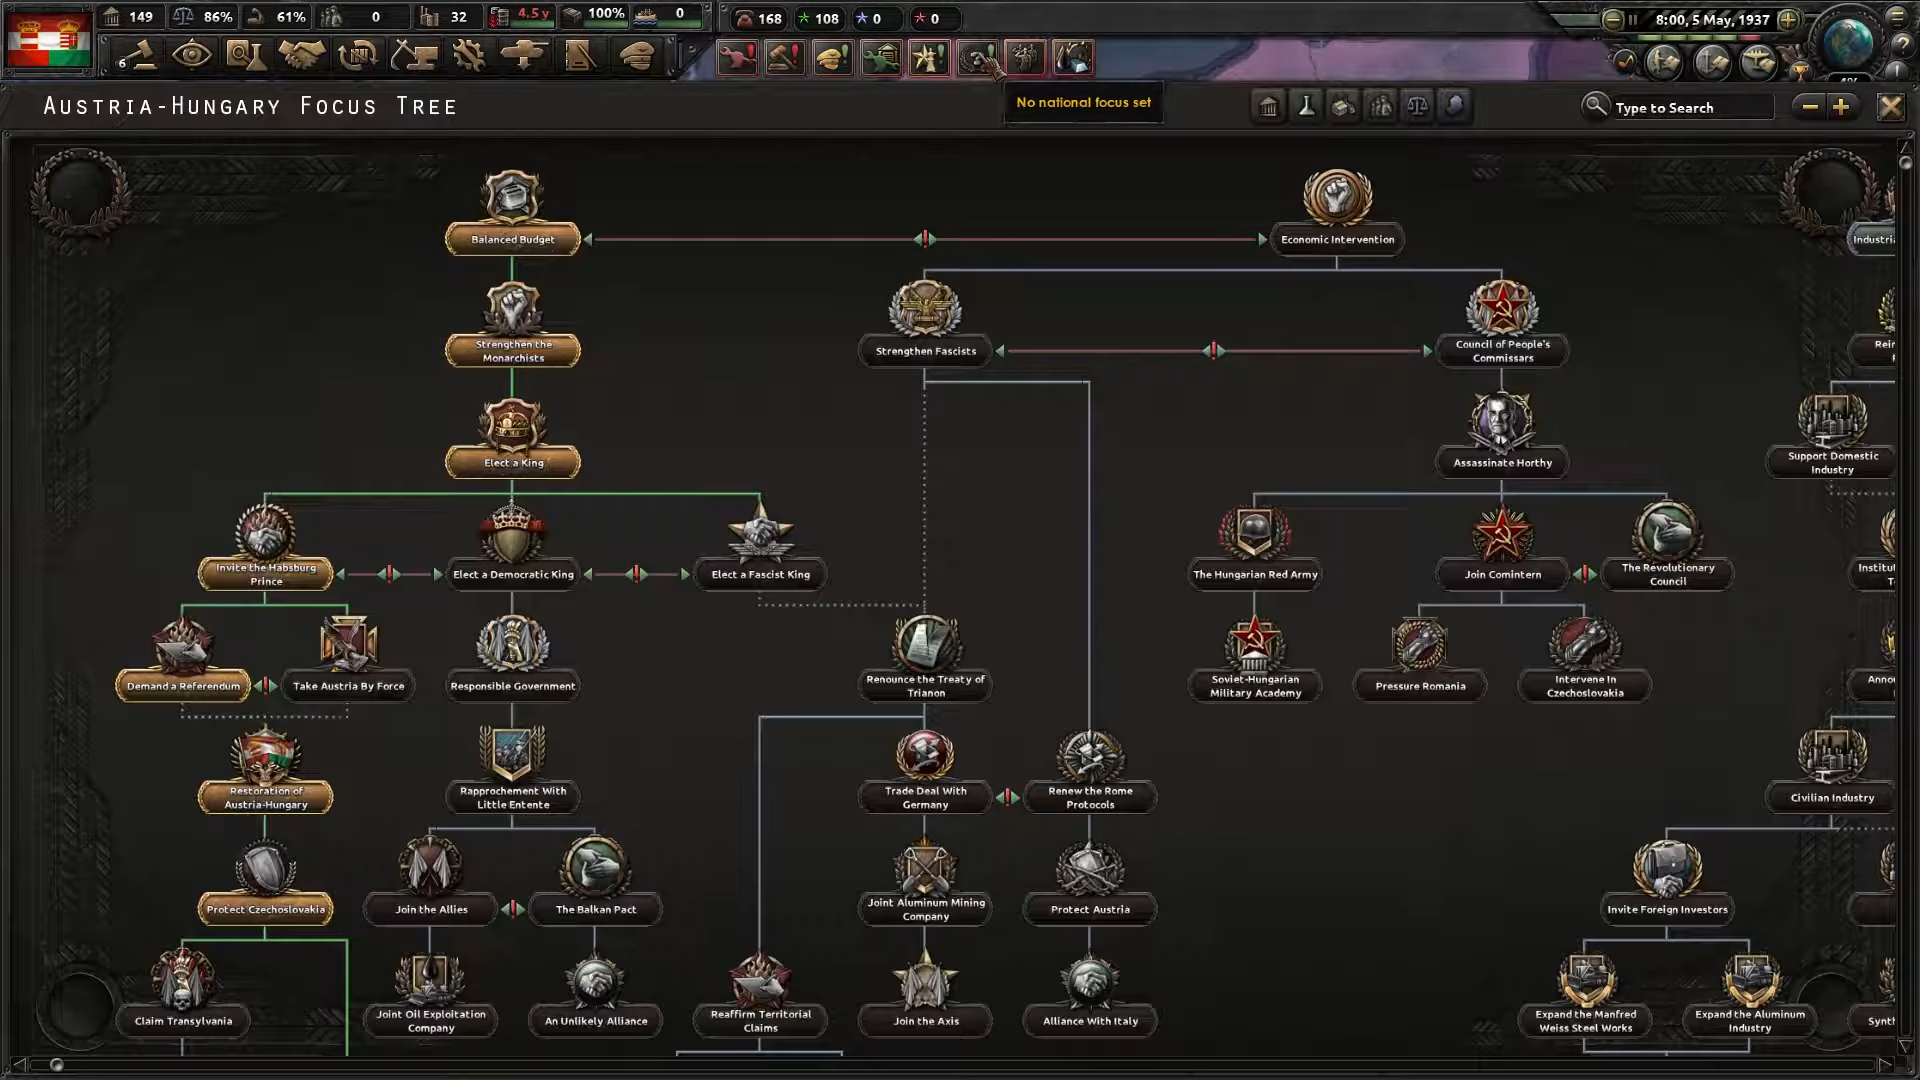 149
86%
61%
0
32
4.5 y
100%
0
168
108
0
0
8:00, 5 May, 1937
6
No national focus set
AUSTRIA-HUNGARY FOCUS TREE
Type to Search
Balanced Budget
Economic Intervention
Strengthen the
Monarchists
Strengthen Fascists
Council of People's
Commissars
Elect a King
Assassinate Horthy
Support Domestic
Industry
Invite the Habsburg
Prince
Elect a Democratic King
Elect a Fascist King
The Hungarian Red Army
Join Comintern
The Revolutionary
Council
Demand a Referendum
Take Austria By Force
Responsible Government
Renounce the Treaty of
Trianon
Soviet-Hungarian
Military Academy
Pressure Romania
Intervene In
Czechoslovakia
Restoration of
Austria-Hungary
Rapprochement With
Little Entente
Trade Deal With
Germany
Renew the Rome
Protocols
Civilian Industry
Protect Czechoslovakia
Join the Allies
The Balkan Pact
Joint Aluminum Mining
Company
Protect Austria
Invite Foreign Investors
Claim Transylvania
Joint Oil Exploitation
Company
An Unlikely Alliance
Reaffirm Territorial
Claims
Join the Axis
Alliance With Italy
Expand the Manfred
Weiss Steel Works
Expand the Aluminum
Industry